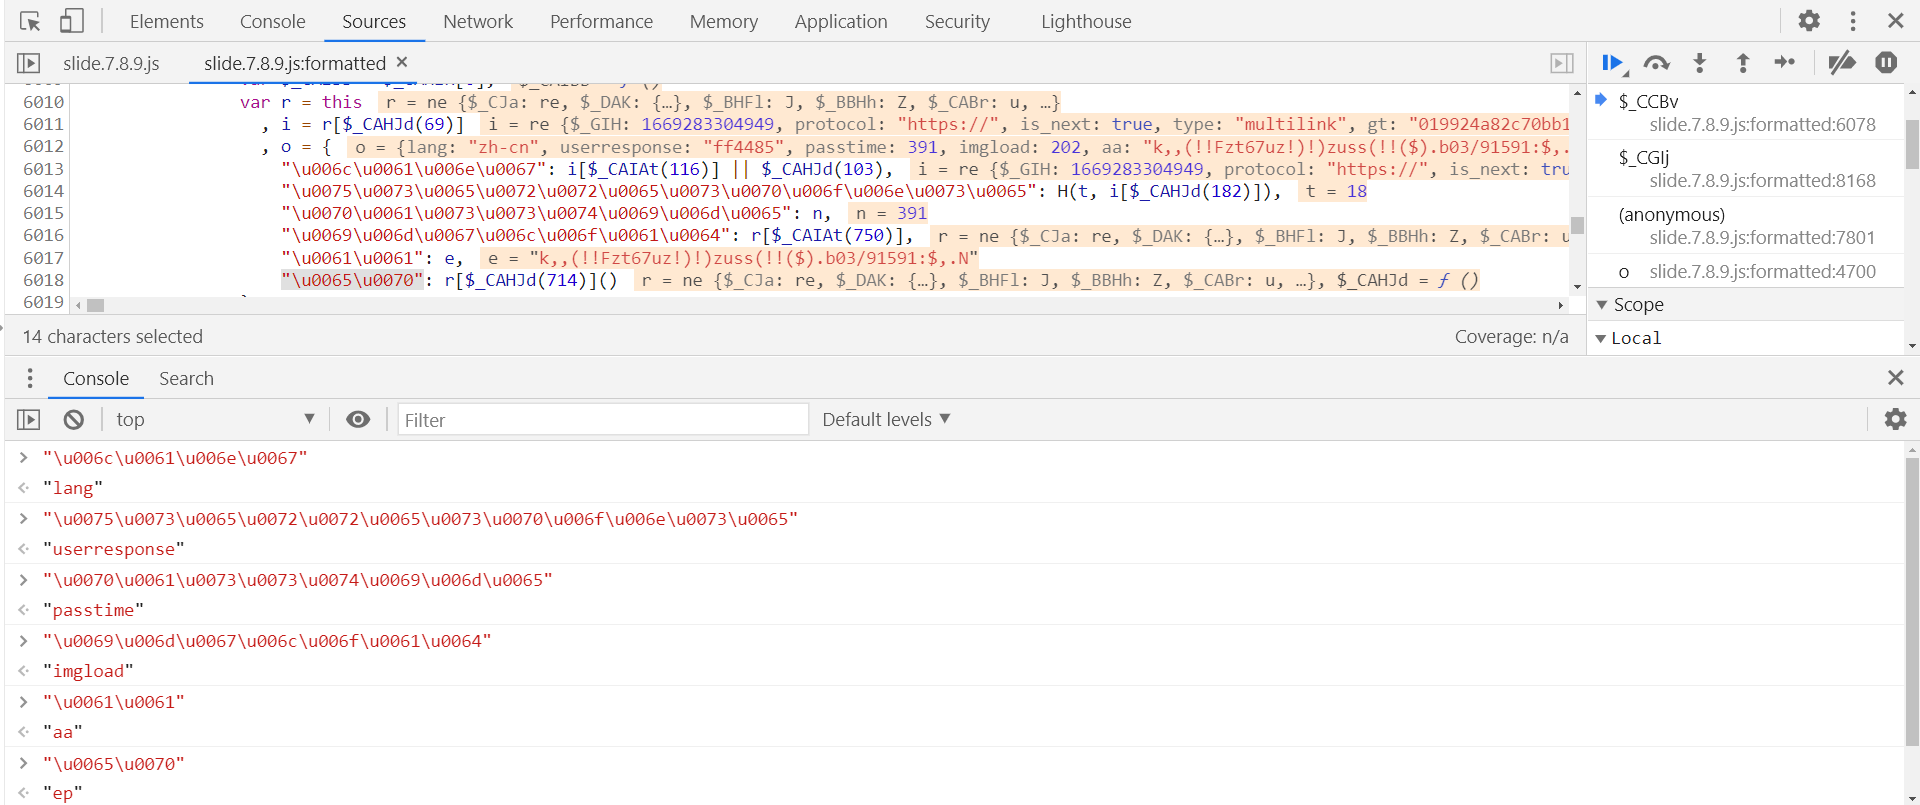 Elements Console Sources Network Performance Memory Application Security Lighthouse
slide.7.8.9.js slide.7.8.9.js:formatted ×
6010 var r = this r = ne {$_CJa: re, $_DAK: {…}, $_BHFl: J, $_BBHh: Z, $_CABr: u, …}
6011 , i = r[$_CAHJd(69)] i = re {$_GIH: 1669283304949, protocol: "https://", is_next: true, type: "multilink", gt: "019924a82c70bb1
6012 , o = { o = {lang: "zh-cn", userresponse: "ff4485", passtime: 391, imgload: 202, aa: "k,,(!!Fzt67uz!)!)zuss(!!($).b03/91591:$,.
6013 "\u006c\u0061\u006e\u0067": i[$_CAIAt(116)] || $_CAHJd(103), i = re {$_GIH: 1669283304949, protocol: "https://", is_next: tru
6014 "\u0075\u0073\u0065\u0072\u0072\u0065\u0073\u0070\u006f\u006e\u0073\u0065": H(t, i[$_CAHJd(182)]), t = 18
6015 "\u0070\u0061\u0073\u0073\u0074\u0069\u006d\u0065": n, n = 391
6016 "\u0069\u006d\u0067\u006c\u006f\u0061\u0064": r[$_CAIAt(750)], r = ne {$_CJa: re, $_DAK: {…}, $_BHFl: J, $_BBHh: Z, $_CABr: u
6017 "\u0061\u0061": e, e = "k,,(!!Fzt67uz!)!)zuss(!!($).b03/91591:$,.N"
6018 "\u0065\u0070": r[$_CAHJd(714)]() r = ne {$_CJa: re, $_DAK: {…}, $_BHFl: J, $_BBHh: Z, $_CABr: u, …}, $_CAHJd = ƒ ()
6019
14 characters selected Coverage: n/a
$_CCBv
slide.7.8.9.js:formatted:6078
$_CGIj
slide.7.8.9.js:formatted:8168
(anonymous)
slide.7.8.9.js:formatted:7801
o slide.7.8.9.js:formatted:4700
Scope
Local
Console Search
top Filter Default levels
"\u006c\u0061\u006e\u0067"
"lang"
"\u0075\u0073\u0065\u0072\u0072\u0065\u0073\u0070\u006f\u006e\u0073\u0065"
"userresponse"
"\u0070\u0061\u0073\u0073\u0074\u0069\u006d\u0065"
"passtime"
"\u0069\u006d\u0067\u006c\u006f\u0061\u0064"
"imgload"
"\u0061\u0061"
"aa"
"\u0065\u0070"
"ep"